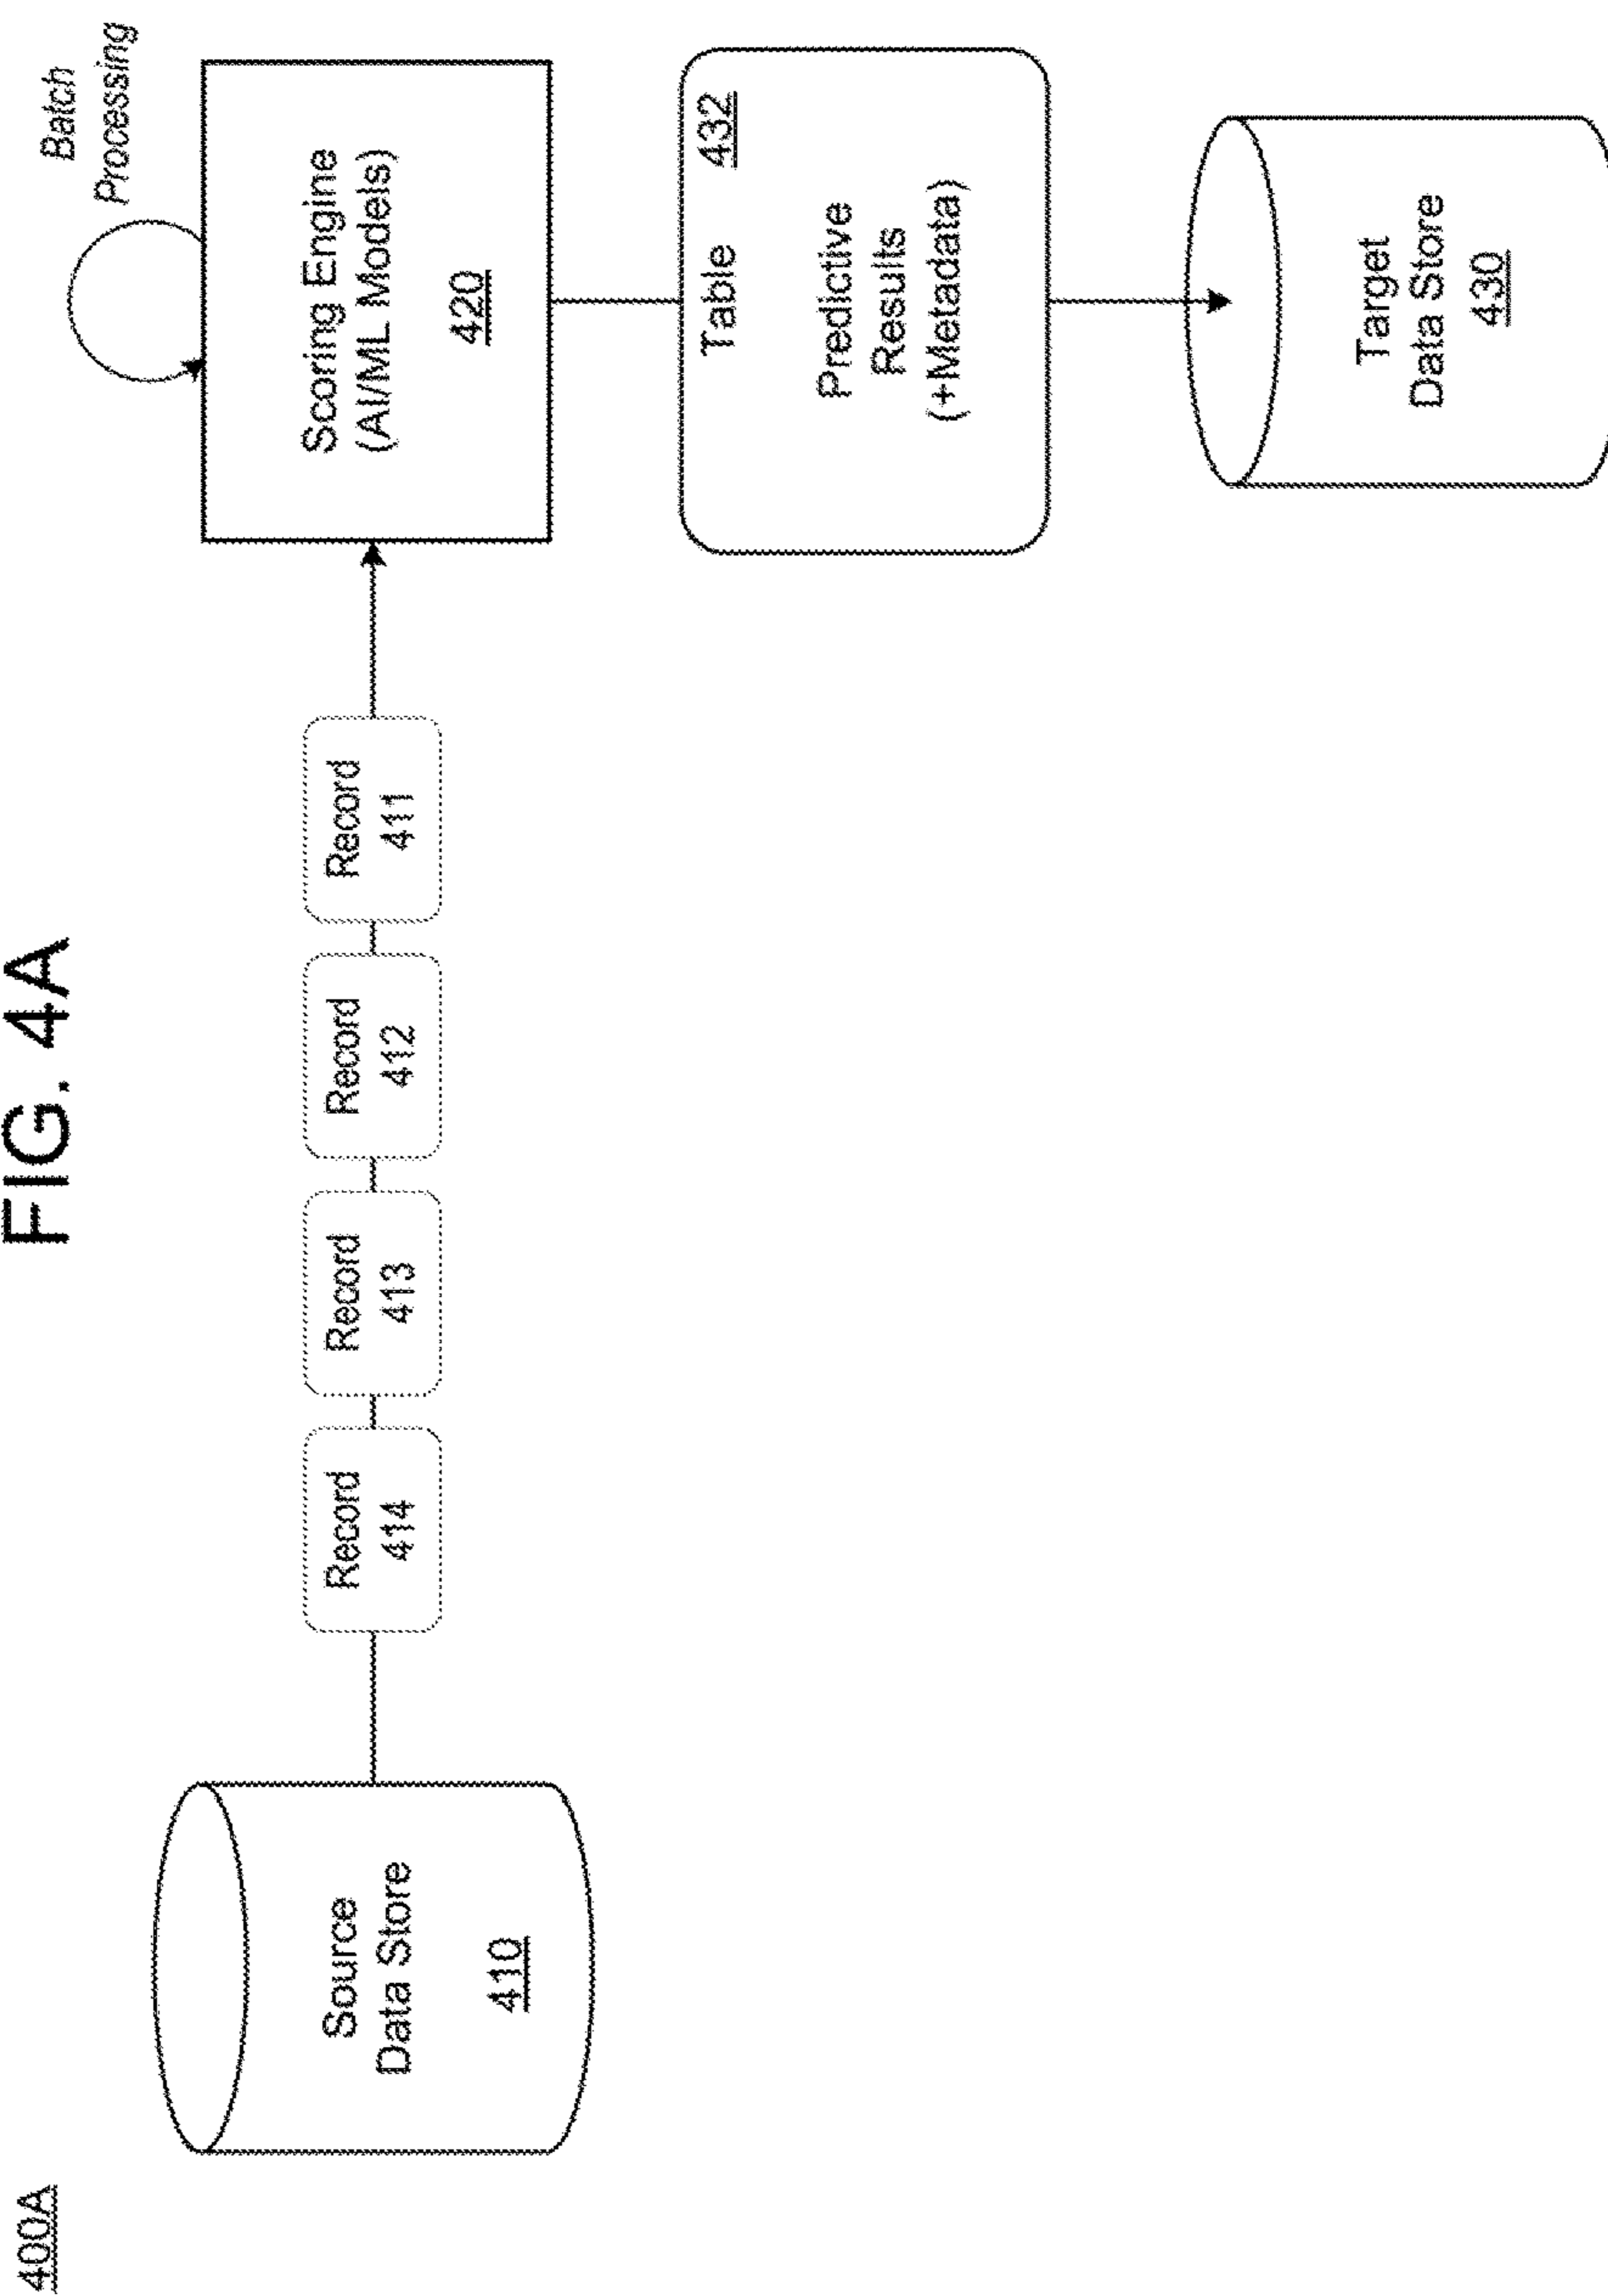 FIG. 4A
400A
Batch
Processing
Source
Data Store
410
Record
414
Record
413
Record
412
Record
411
Scoring Engine
(AI/ML Models)
420
Table 432
Predictive
Results
(+Metadata)
Target
Data Store
430